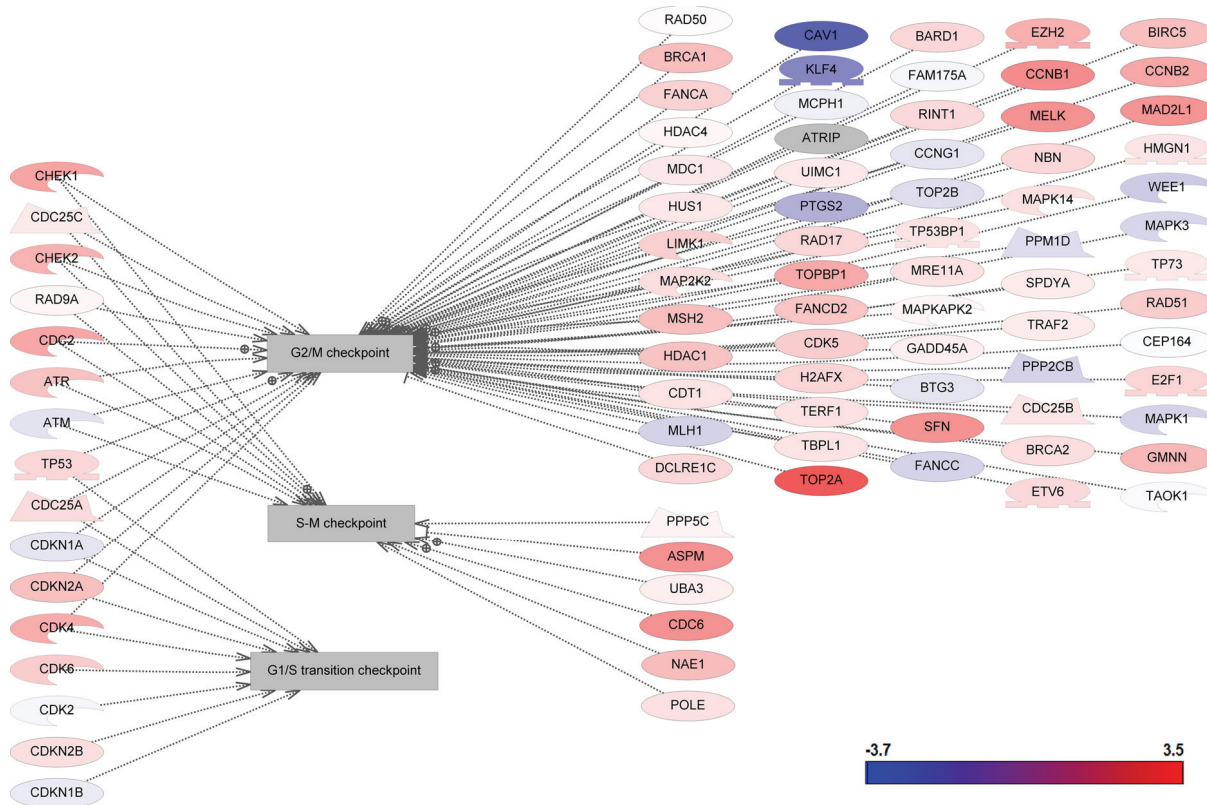 CHEK1
CDC25C
CHEK2
RAD9A
CDC2
ATR
ATM
TP53
CDC25A
CDKN1A
CDKN2A
CDK4
CDK6
CDK2
CDKN2B
CDKN1B
G2/M checkpoint
S-M checkpoint
G1/S transition checkpoint
RAD50
BRCA1
FANCA
HDAC4
MDC1
HUS1
LIMK1
MAP2K2
MSH2
HDAC1
CDT1
MLH1
DCLRE1C
PPP5C
ASPM
UBA3
CDC6
NAE1
POLE
CAV1
KLF4
MCPH1
ATRIP
UIMC1
PTGS2
RAD17
TOPBP1
FANCD2
CDK5
H2AFX
TERF1
TBPL1
TOP2A
BARD1
FAM175A
RINT1
CCNG1
TOP2B
TP53BP1
MRE11A
MAPKAPK2
GADD45A
BTG3
SFN
FANCC
EZH2
CCNB1
MELK
NBN
MAPK14
PPM1D
SPDYA
TRAF2
PPP2CB
CDC25B
BRCA2
ETV6
BIRC5
CCNB2
MAD2L1
HMGN1
WEE1
MAPK3
TP73
RAD51
CEP164
E2F1
MAPK1
GMNN
TAOK1
-3.7
3.5